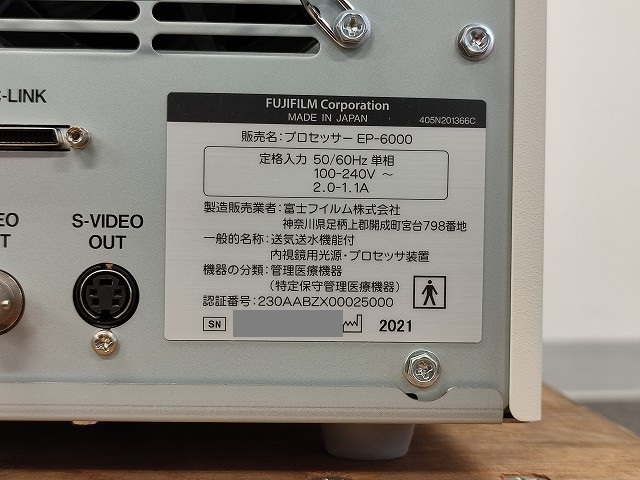 -LINK
FUJIFILM Corporation
MADE IN JAPAN
405N201366C
販売名:プロセッサー EP-6000
定格入力 50/60Hz 単相
100-240V ～
2.0-1.1A
製造販売業者:富士フイルム株式会社
神奈川県足柄上郡開成町宮台798番地
一般的名称:送気送水機能付
内視鏡用光源・プロセッサ装置
機器の分類:管理医療機器
(特定保守管理医療機器)
認証番号:230AABZX00025000
SN
2021
EO
T
S-VIDEO
OUT